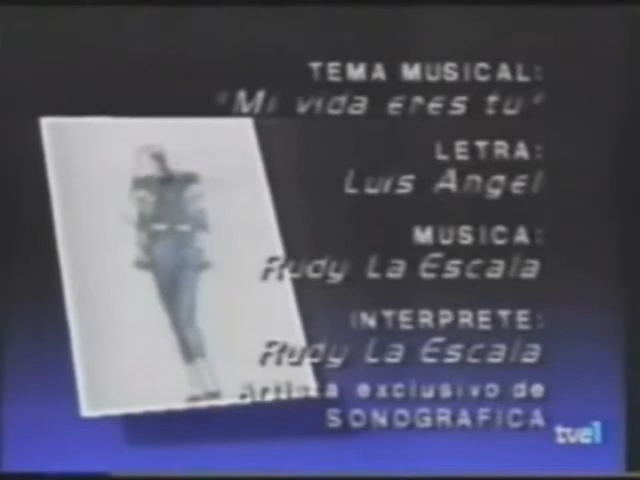 TEMA MUSICAL:
"Mi vida eres tu"
LETRA:
Luis Angel
MUSICA:
Rudy La Escala
INTERPRETE:
Rudy La Escala
Artista exclusivo de
SONOGRAFICA
tve1